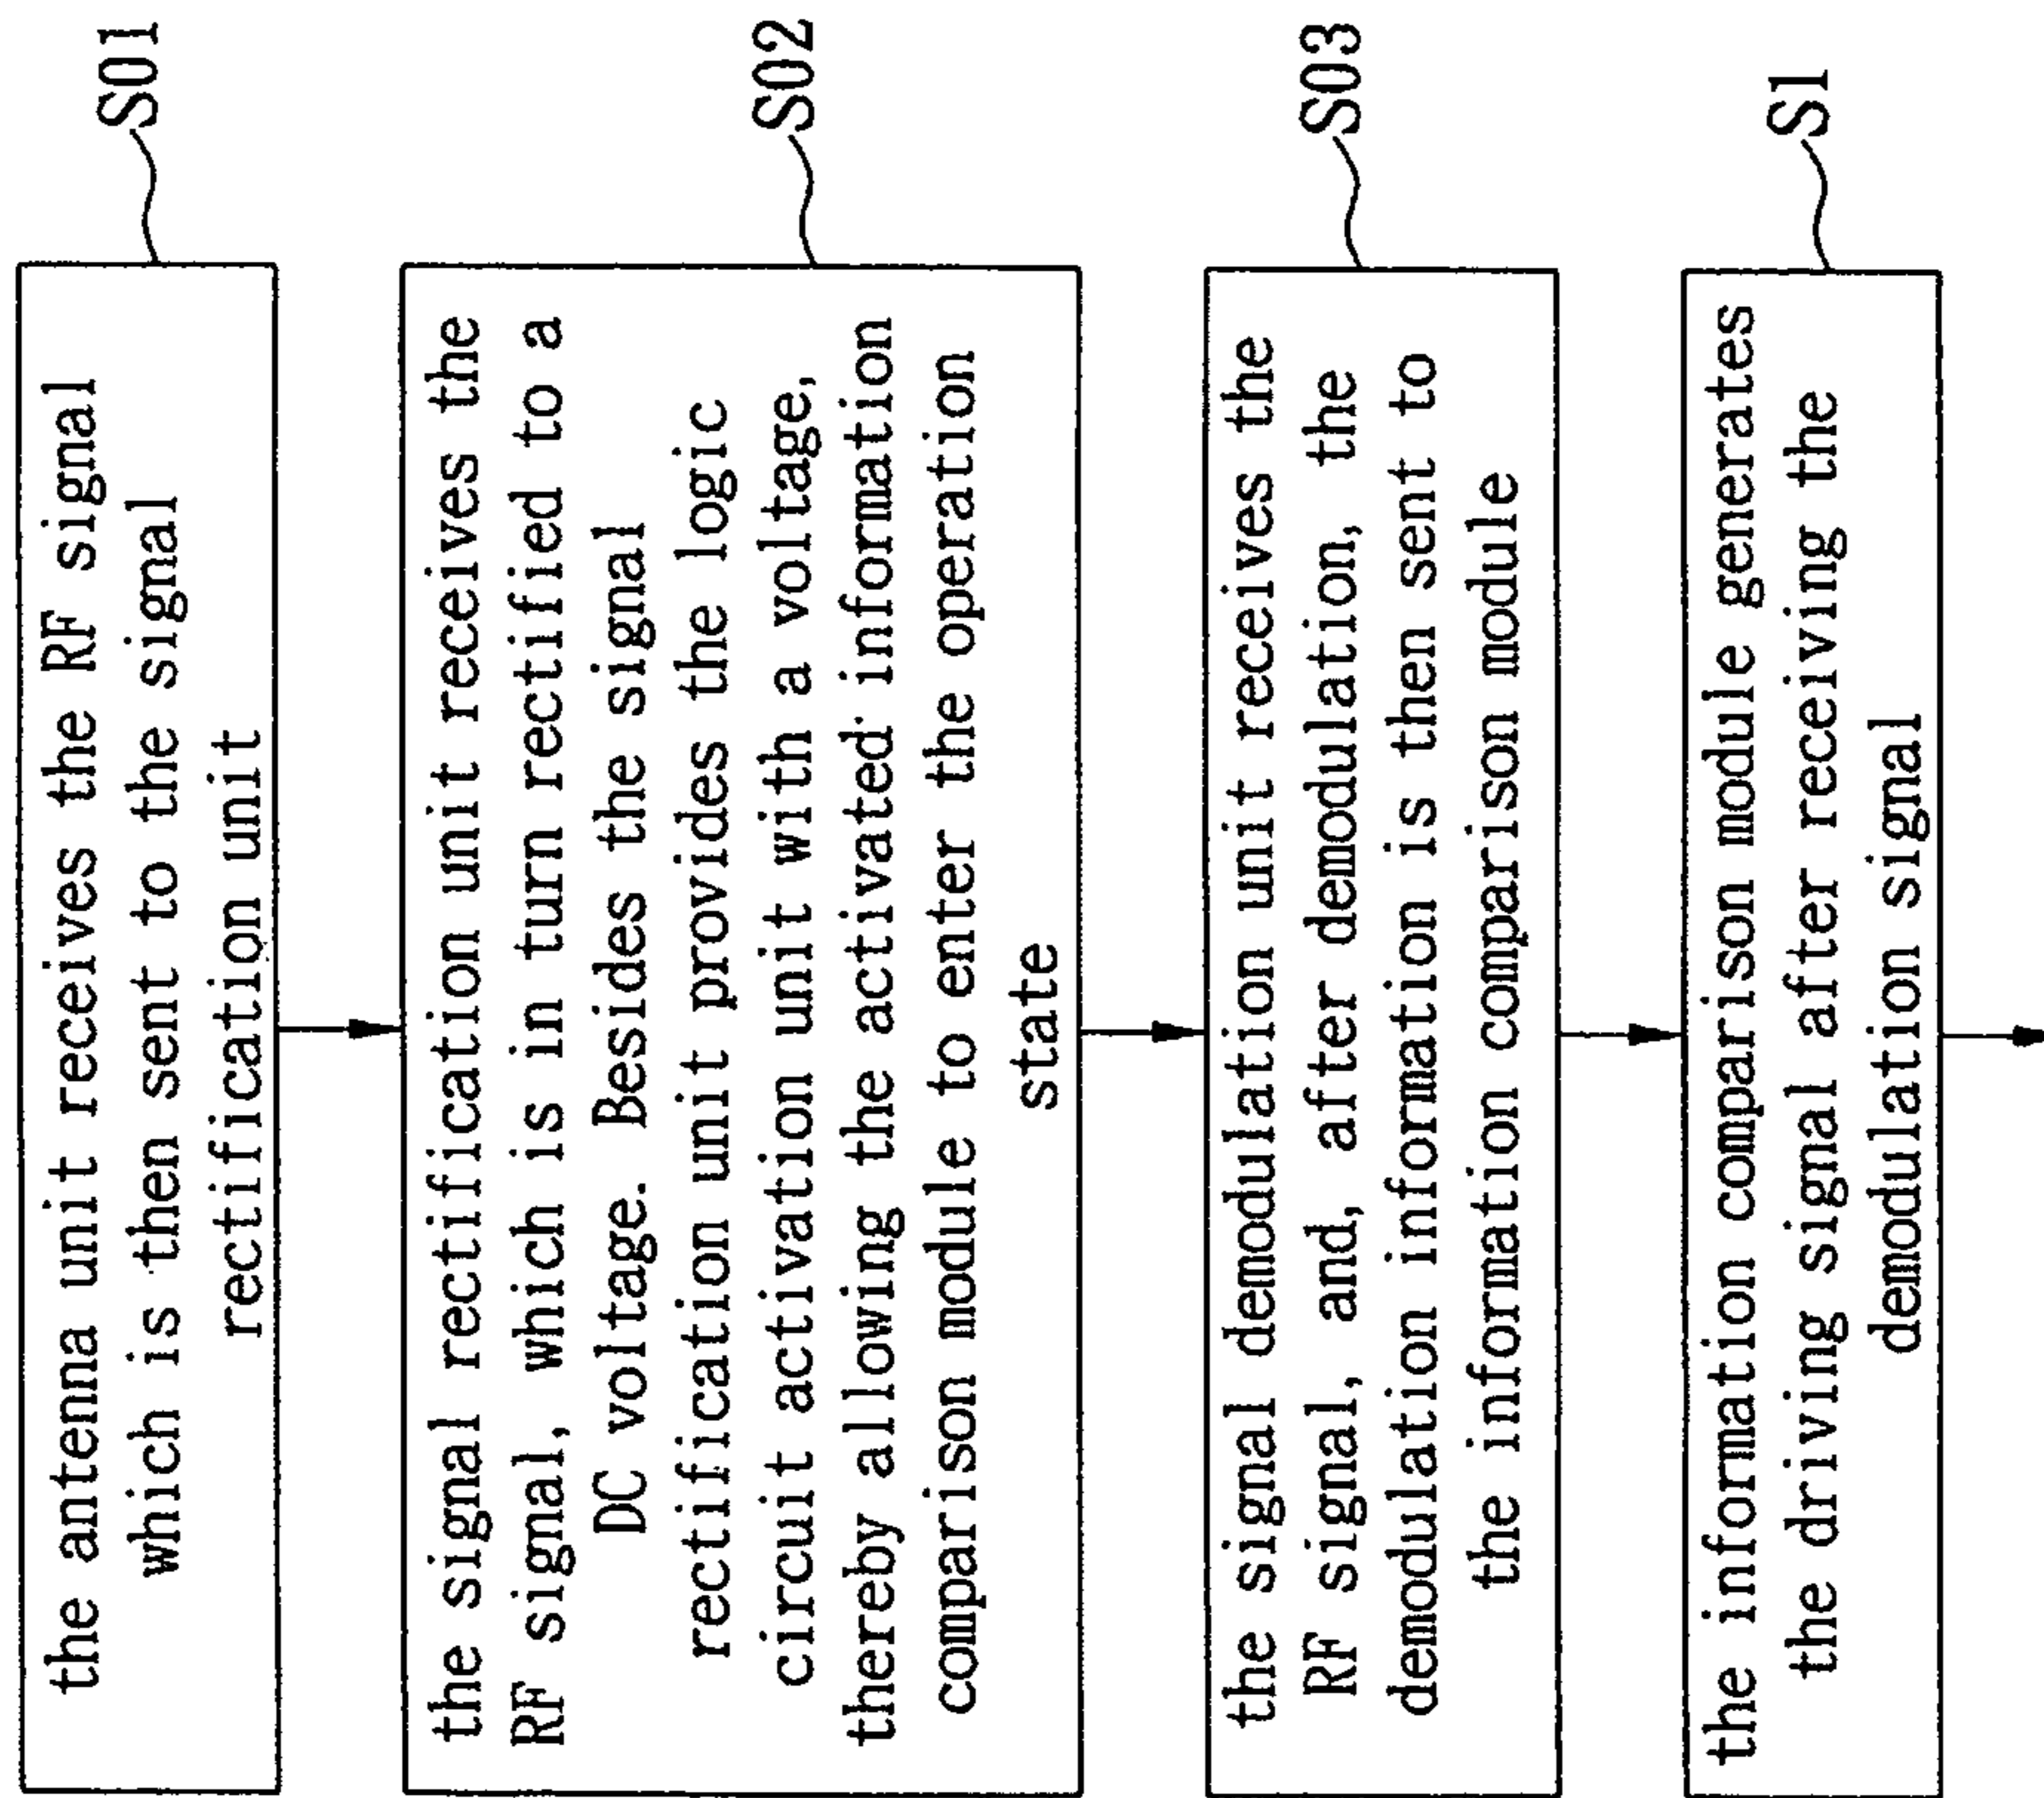 the antenna unit receives the RF signal
which is then sent to the signal
rectification unit
S01
the signal rectification unit receives the
RF signal, which is in turn rectified to a
DC voltage. Besides the signal
rectification unit provides the logic
circuit activation unit with a voltage,
thereby allowing the activated information
comparison module to enter the operation
state
S02
the signal demodulation unit receives the
RF signal, and, after demodulation, the
demodulation information is then sent to
the information comparison module
S03
the information comparison module generates
the driving signal after receiving the
demodulation signal
S1